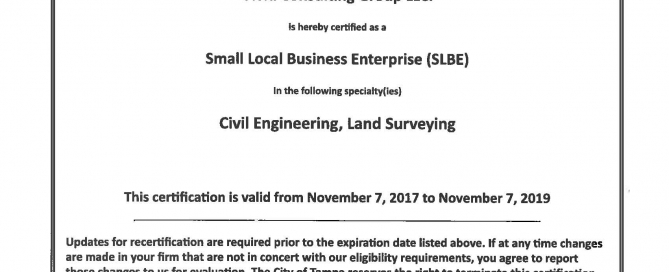 Consulting Group LLC.
is hereby certified as a
Small Local Business Enterprise (SLBE)
In the following specialty(ies)
Civil Engineering, Land Surveying
This certification is valid from November 7, 2017 to November 7, 2019
Updates for recertification are required prior to the expiration date listed above. If at any time changes
are made in your firm that are not in concert with our eligibility requirements, you agree to report
those changes to us for evaluation. The City of Tampa reserves the right to terminate this certification